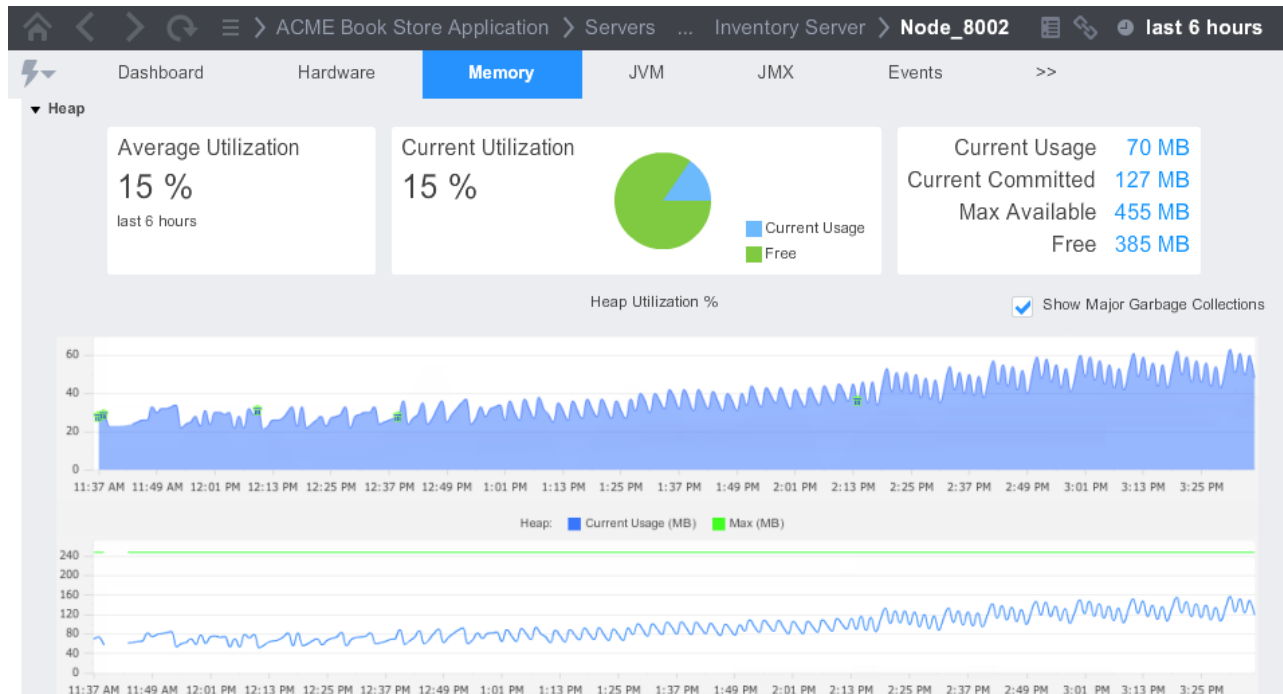 ACME Book Store Application Servers ... Inventory Server Node_8002 last 6 hours
Dashboard Hardware Memory JVM JMX Events >>
Heap
Average Utilization
15 %
last 6 hours
Current Utilization
15 %
Current Usage
Free
Current Usage 70 MB
Current Committed 127 MB
Max Available 455 MB
Free 385 MB
Heap Utilization %
Show Major Garbage Collections
60
40
20
0
11:37 AM 11:49 AM 12:01 PM 12:13 PM 12:25 PM 12:37 PM 12:49 PM 1:01 PM 1:13 PM 1:25 PM 1:37 PM 1:49 PM 2:01 PM 2:13 PM 2:25 PM 2:37 PM 2:49 PM 3:01 PM 3:13 PM 3:25 PM
Heap: Current Usage (MB) Max (MB)
240
200
160
120
80
40
0
11:37 AM 11:49 AM 12:01 PM 12:13 PM 12:25 PM 12:37 PM 12:49 PM 1:01 PM 1:13 PM 1:25 PM 1:37 PM 1:49 PM 2:01 PM 2:13 PM 2:25 PM 2:37 PM 2:49 PM 3:01 PM 3:13 PM 3:25 PM